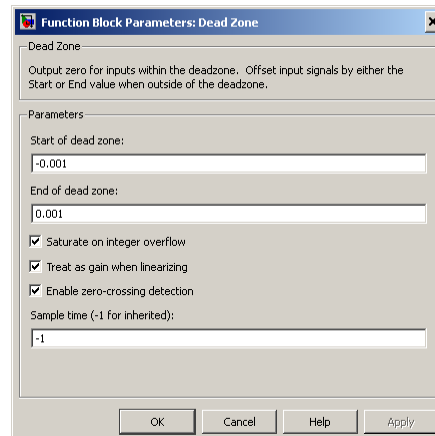 Function Block Parameters: Dead Zone
Dead Zone
Output zero for inputs within the deadzone. Offset input signals by either the
Start or End value when outside of the deadzone.
Parameters
Start of dead zone:
-0.001
End of dead zone:
0.001
Saturate on integer overflow
Treat as gain when linearizing
Enable zero-crossing detection
Sample time (-1 for inherited):
-1
OK Cancel Help Apply